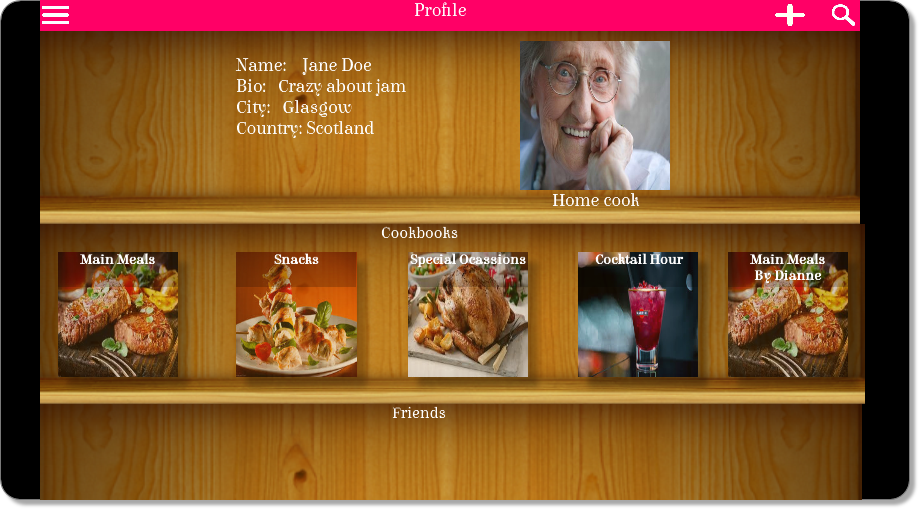 Profile
Name: Jane Doe
Bio: Crazy about jam
City: Glasgow
Country: Scotland
Home cook
Cookbooks
Main Meals
Snacks
Special Ocassions
Cocktail Hour
Main Meals
By Dianne
Friends